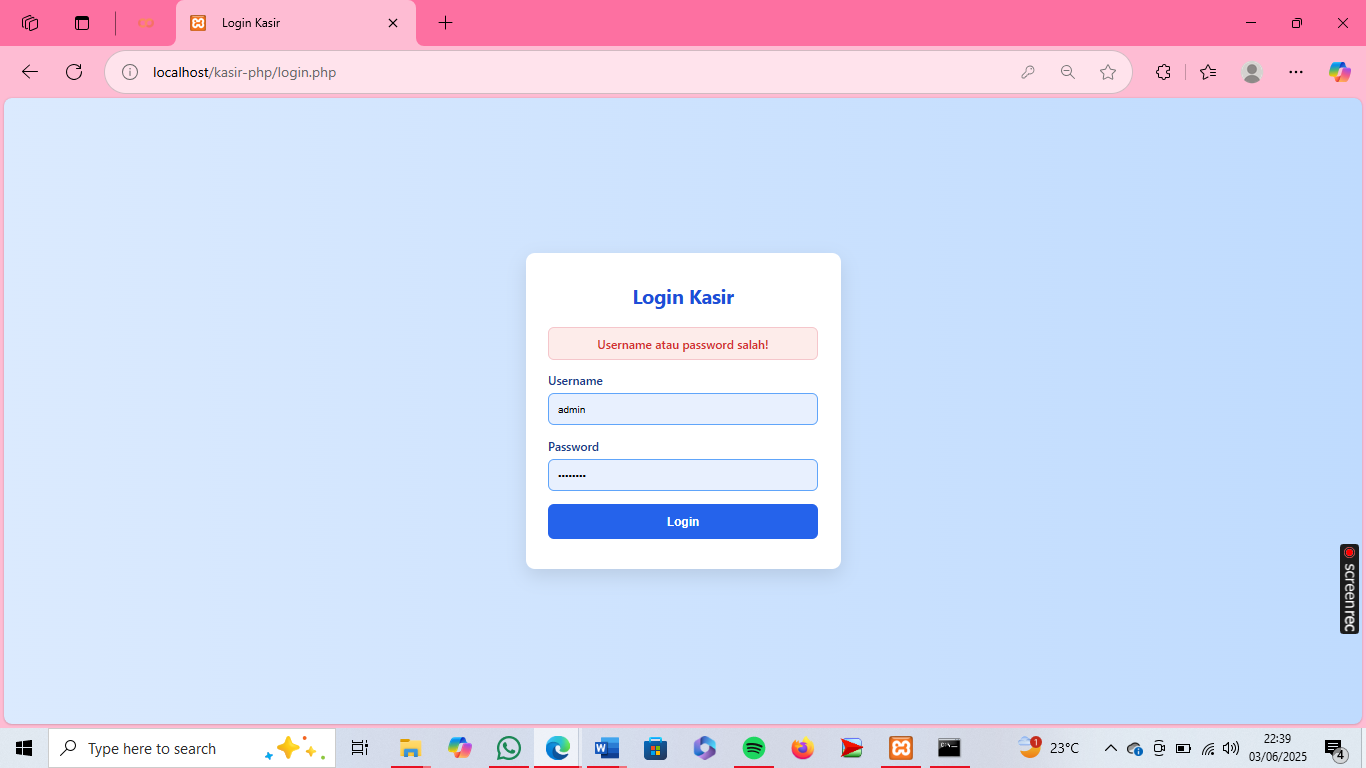 Login Kasir
localhost/kasir-php/login.php
Login Kasir
Username atau password salah!
Username
admin
Password
••••••••
Login
screenrec
Type here to search
1
23°C
22:39
03/06/2025
4